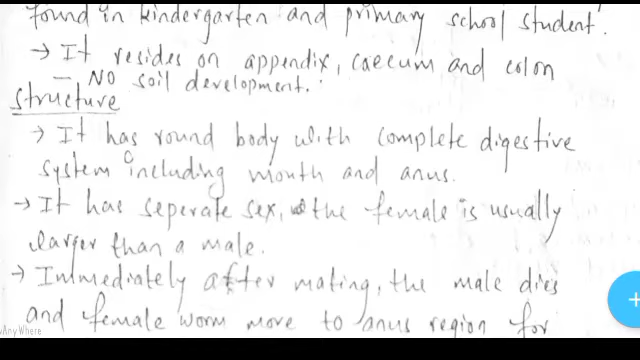 found in kindergarten and primary school student.
→ It resides on appendix, caecum and colon
– NO soil development.
structure
→ It has round body with complete digestive
system including mouth and anus.
→ It has seperate sex, the female is usually
larger than a male.
→ Immediately after mating, the male dies
and female worm move to anus region for
AnyWhere